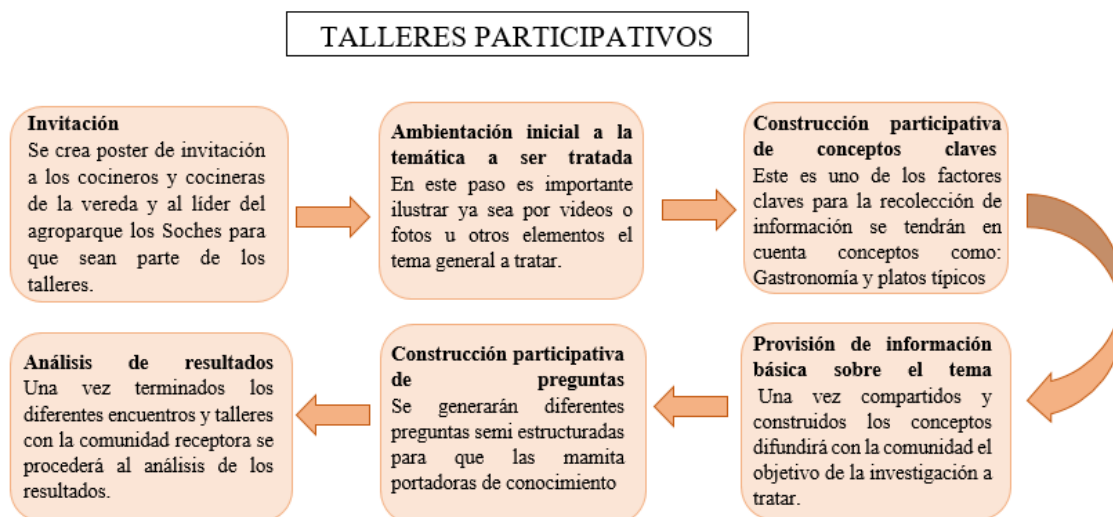 TALLERES PARTICIPATIVOS
Invitación
Se crea poster de invitación
a los cocineros y cocineras
de la vereda y al líder del
agroparque los Soches para
que sean parte de los
talleres.
Ambientación inicial a la
temática a ser tratada
En este paso es importante
ilustrar ya sea por videos o
fotos u otros elementos el
tema general a tratar.
Construcción participativa
de conceptos claves
Este es uno de los factores
claves para la recolección de
información se tendrán en
cuenta conceptos como:
Gastronomía y platos típicos
Provisión de información
básica sobre el tema
Una vez compartidos y
construidos los conceptos
difundirá con la comunidad el
objetivo de la investigación a
tratar.
Construcción participativa
de preguntas
Se generarán diferentes
preguntas semi estructuradas
para que las mamita
portadoras de conocimiento
Análisis de resultados
Una vez terminados los
diferentes encuentros y talleres
con la comunidad receptora se
procederá al análisis de los
resultados.